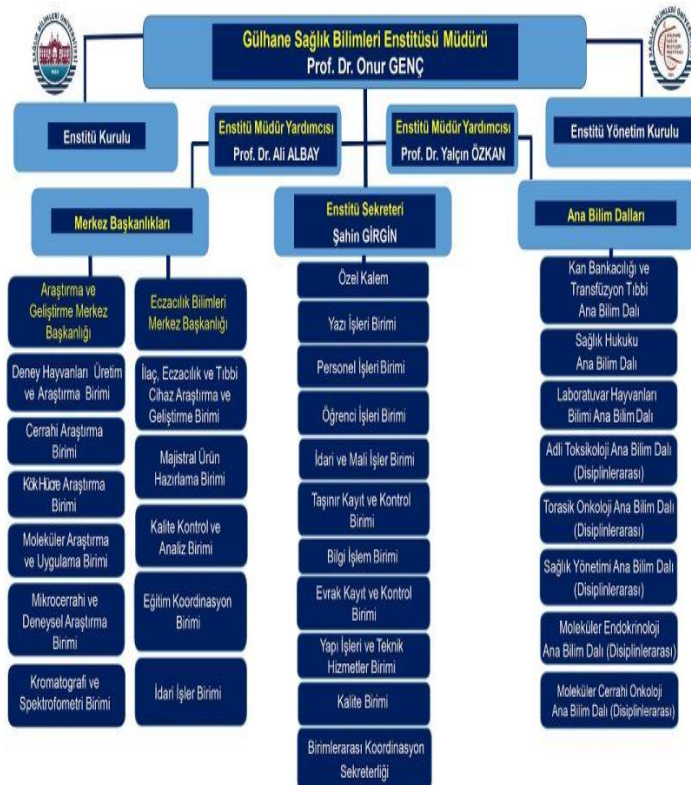 Gülhane Sağlık Bilimleri Enstitüsü Müdürü
Prof. Dr. Onur GENÇ
Enstitü Kurulu
Enstitü Müdür Yardımcısı
Prof. Dr. Ali ALBAY
Enstitü Müdür Yardımcısı
Prof. Dr. Yalçın ÖZKAN
Enstitü Yönetim Kurulu
Merkez Başkanlıkları
Araştırma ve
Geliştirme Merkez
Başkanlığı
Deney Hayvanları Üretim
ve Araştırma Birimi
Cerrahi Araştırma
Birimi
Kök Hücre Araştırma
Birimi
Moleküler Araştırma
ve Uygulama Birimi
Mikrocerrahi ve
Deneysel Araştırma
Birimi
Kromatografi ve
Spektrofometri Birimi
Eczacılık Bilimleri
Merkez Başkanlığı
İlaç, Eczacılık ve Tıbbi
Cihaz Araştırma ve
Geliştirme Birimi
Majistral Ürün
Hazırlama Birimi
Kalite Kontrol ve
Analiz Birimi
Eğitim Koordinasyon
Birimi
İdari İşler Birimi
Enstitü Sekreteri
Şahin GİRGİN
Özel Kalem
Yazı İşleri Birimi
Personel İşleri Birimi
Öğrenci İşleri Birimi
İdari ve Mali İşler Birimi
Taşınır Kayıt ve Kontrol
Birimi
Bilgi İşlem Birimi
Evrak Kayıt ve Kontrol
Birimi
Yapı İşleri ve Teknik
Hizmetler Birimi
Kalite Birimi
Birimlerarası Koordinasyon
Sekreterliği
Ana Bilim Dalları
Kan Bankacılığı ve
Transfüzyon Tıbbi
Ana Bilim Dalı
Sağlık Hukuku
Ana Bilim Dalı
Laboratuvar Hayvanları
Bilimi Ana Bilim Dalı
Adli Toksikoloji Ana Bilim Dalı
(Disiplinlerarası)
Torasik Onkoloji Ana Bilim Dalı
(Disiplinlerarası)
Sağlık Yönetimi Ana Bilim Dalı
(Disiplinlerarası)
Moleküler Endokrinoloji
Ana Bilim Dalı (Disiplinlerarası)
Moleküler Cerrahi Onkoloji
Ana Bilim Dalı (Disiplinlerarası)